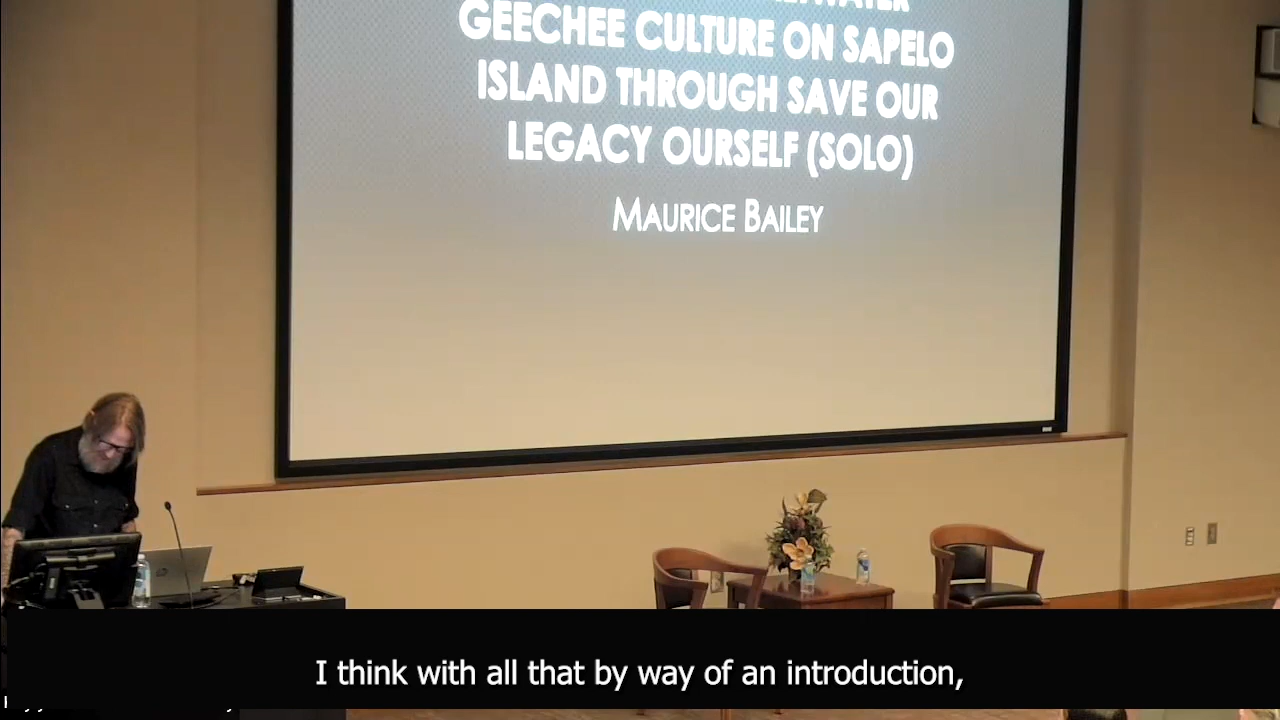 GEECHEE CULTURE ON SAPELO
ISLAND THROUGH SAVE OUR
LEGACY OURSELF (SOLO)
MAURICE BAILEY
I think with all that by way of an introduction,